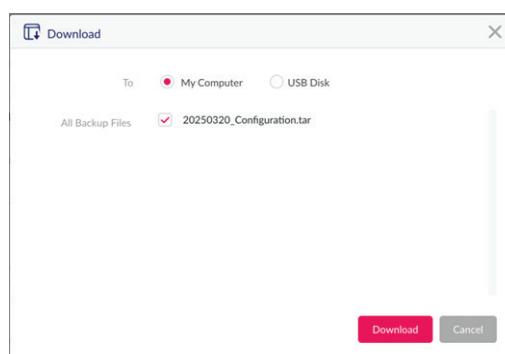 Download
To My Computer USB Disk
All Backup Files 20250320_Configuration.tar
Download Cancel